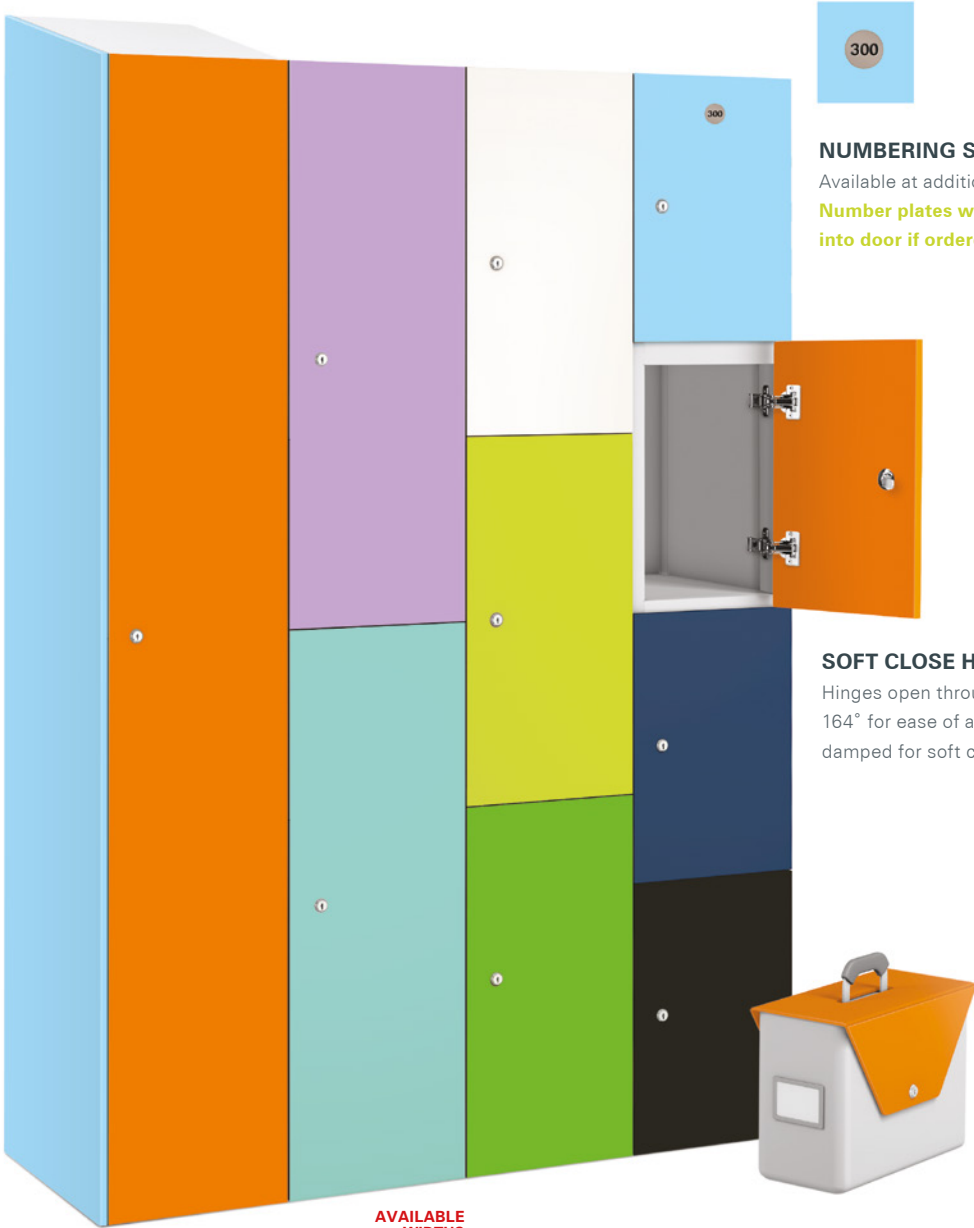 300
300
NUMBERING S
Available at additi
Number plates w
into door if order
SOFT CLOSE H
Hinges open throu
164° for ease of a
damped for soft c
AVAILABLE